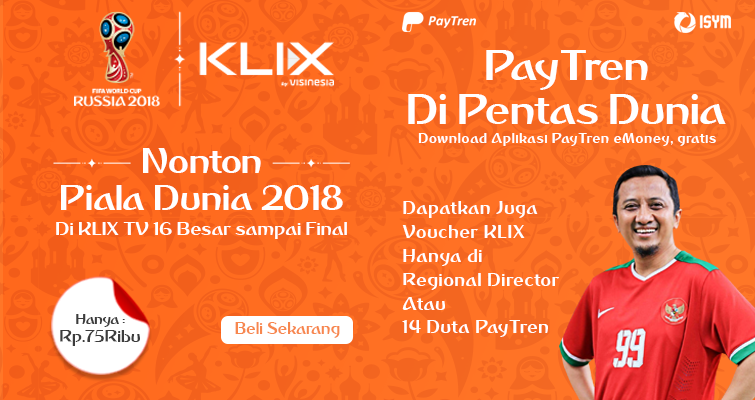 FIFA WORLD CUP
RUSSIA 2018
KLIX
by VISINESIA
Nonton
Piala Dunia 2018
Di KLIX TV 16 Besar sampai Final
Hanya :
Rp.75Ribu
Beli Sekarang
PayTren
ISYM
PayTren
Di Pentas Dunia
Download Aplikasi PayTren eMoney, gratis
Dapatkan Juga
Voucher KLIX
Hanya di
Regional Director
Atau
14 Duta PayTren
99